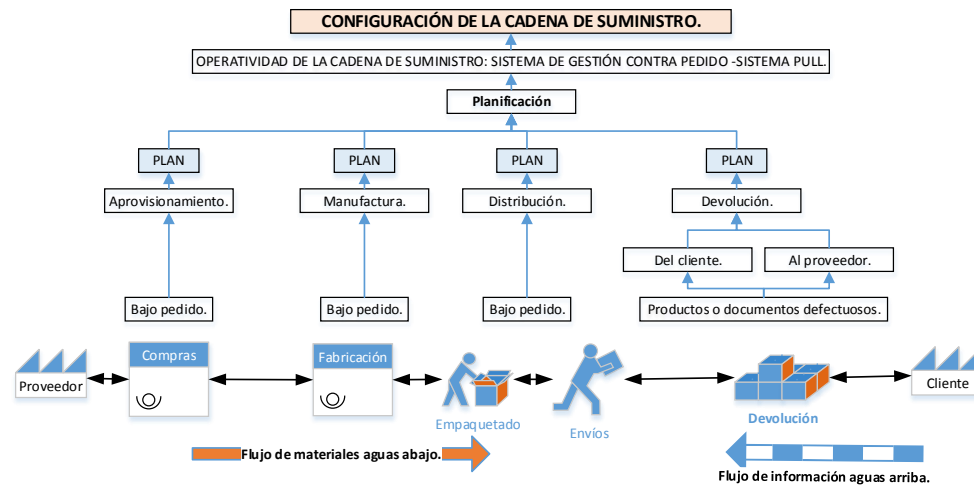 CONFIGURACIÓN DE LA CADENA DE SUMINISTRO.
OPERATIVIDAD DE LA CADENA DE SUMINISTRO: SISTEMA DE GESTIÓN CONTRA PEDIDO -SISTEMA PULL.
Planificación
PLAN
PLAN
PLAN
PLAN
Aprovisionamiento.
Manufactura.
Distribución.
Devolución.
Del cliente.
Al proveedor.
Bajo pedido.
Bajo pedido.
Bajo pedido.
Productos o documentos defectuosos.
Proveedor
Compras
Fabricación
Empaquetado
Envíos
Devolución
Cliente
Flujo de materiales aguas abajo.
Flujo de información aguas arriba.